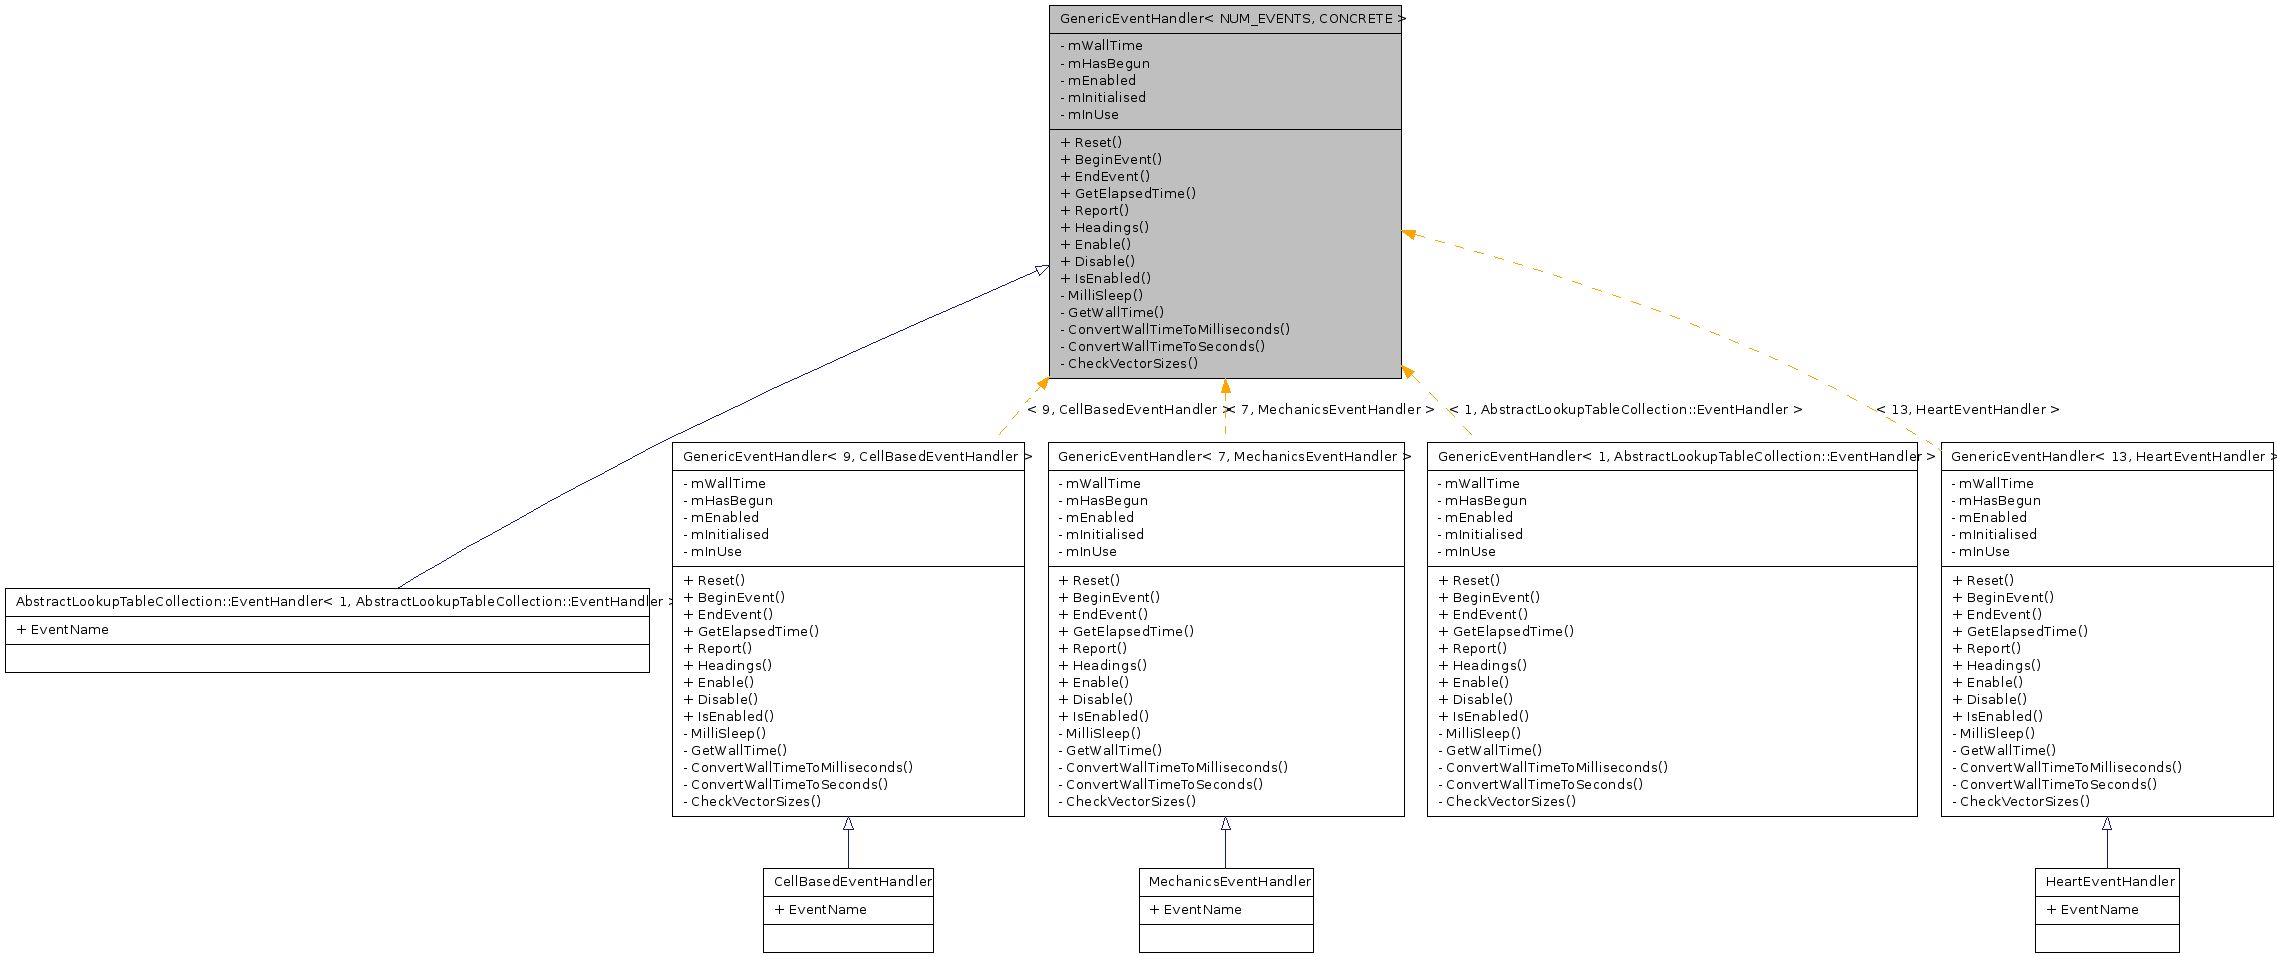 GenericEventHandler< NUM_EVENTS, CONCRETE >
- mWallTime
- mHasBegun
- mEnabled
- mInitialised
- mInUse
+ Reset()
+ BeginEvent()
+ EndEvent()
+ GetElapsedTime()
+ Report()
+ Headings()
+ Enable()
+ Disable()
+ IsEnabled()
- MilliSleep()
- GetWallTime()
- ConvertWallTimeToMilliseconds()
- ConvertWallTimeToSeconds()
- CheckVectorSizes()
< 9, CellBasedEventHandler >
< 7, MechanicsEventHandler >
< 1, AbstractLookupTableCollection::EventHandler >
< 13, HeartEventHandler >
AbstractLookupTableCollection::EventHandler< 1, AbstractLookupTableCollection::EventHandler >
+ EventName
GenericEventHandler< 9, CellBasedEventHandler >
- mWallTime
- mHasBegun
- mEnabled
- mInitialised
- mInUse
+ Reset()
+ BeginEvent()
+ EndEvent()
+ GetElapsedTime()
+ Report()
+ Headings()
+ Enable()
+ Disable()
+ IsEnabled()
- MilliSleep()
- GetWallTime()
- ConvertWallTimeToMilliseconds()
- ConvertWallTimeToSeconds()
- CheckVectorSizes()
GenericEventHandler< 7, MechanicsEventHandler >
- mWallTime
- mHasBegun
- mEnabled
- mInitialised
- mInUse
+ Reset()
+ BeginEvent()
+ EndEvent()
+ GetElapsedTime()
+ Report()
+ Headings()
+ Enable()
+ Disable()
+ IsEnabled()
- MilliSleep()
- GetWallTime()
- ConvertWallTimeToMilliseconds()
- ConvertWallTimeToSeconds()
- CheckVectorSizes()
GenericEventHandler< 1, AbstractLookupTableCollection::EventHandler >
- mWallTime
- mHasBegun
- mEnabled
- mInitialised
- mInUse
+ Reset()
+ BeginEvent()
+ EndEvent()
+ GetElapsedTime()
+ Report()
+ Headings()
+ Enable()
+ Disable()
+ IsEnabled()
- MilliSleep()
- GetWallTime()
- ConvertWallTimeToMilliseconds()
- ConvertWallTimeToSeconds()
- CheckVectorSizes()
GenericEventHandler< 13, HeartEventHandler >
- mWallTime
- mHasBegun
- mEnabled
- mInitialised
- mInUse
+ Reset()
+ BeginEvent()
+ EndEvent()
+ GetElapsedTime()
+ Report()
+ Headings()
+ Enable()
+ Disable()
+ IsEnabled()
- MilliSleep()
- GetWallTime()
- ConvertWallTimeToMilliseconds()
- ConvertWallTimeToSeconds()
- CheckVectorSizes()
CellBasedEventHandler
+ EventName
MechanicsEventHandler
+ EventName
HeartEventHandler
+ EventName